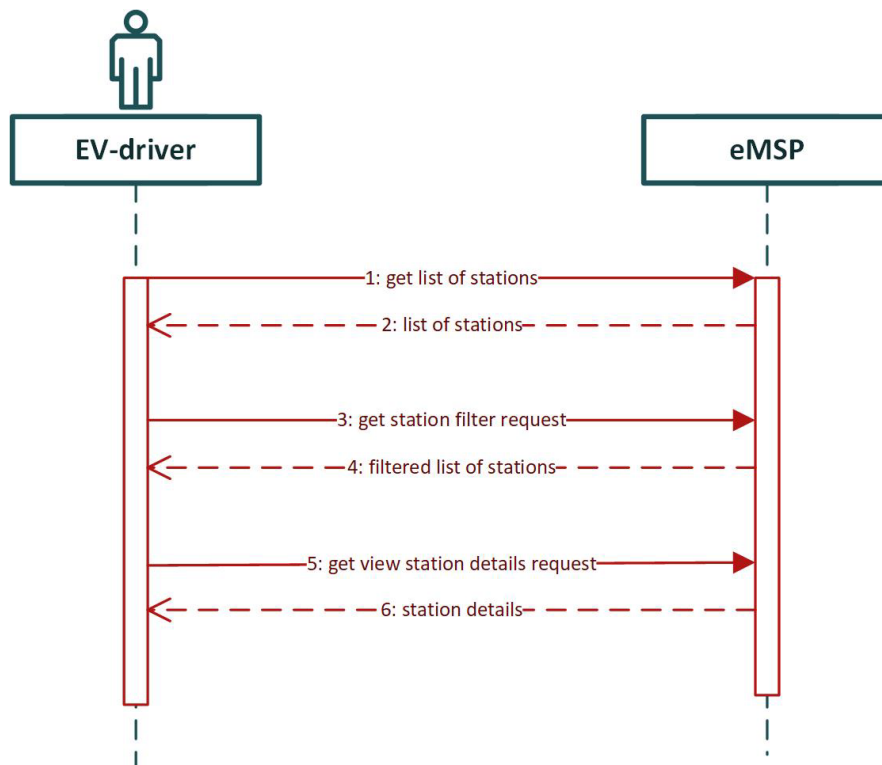 EV-driver
eMSP
1: get list of stations
2: list of stations
3: get station filter request
4: filtered list of stations
5: get view station details request
6: station details